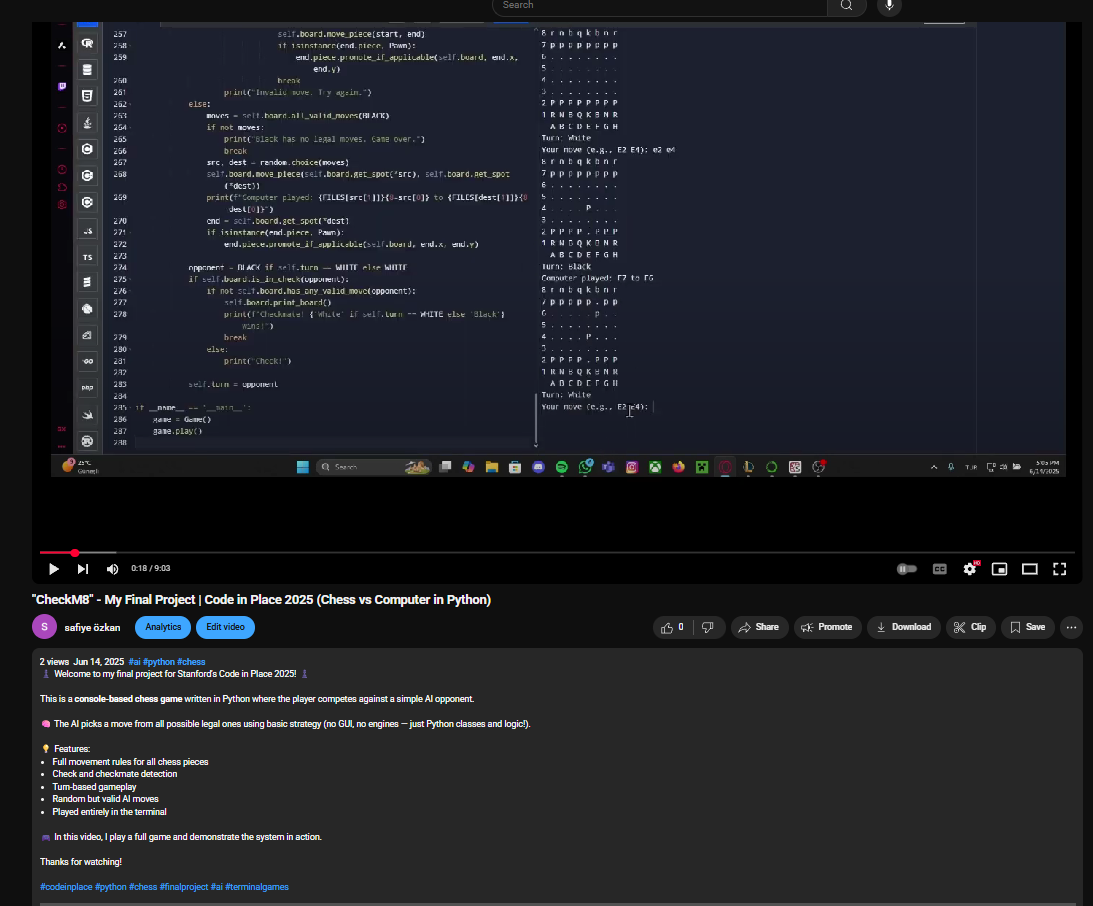 Search
257 self.board.move_piece(start, end)
258 if isinstance(end.piece, Pawn):
259 end.piece.promote_if_applicable(self.board, end.x,
end.y)
260 break
261 print("Invalid move. Try again.")
262 else:
263 moves = self.board.all_valid_moves(BLACK)
264 if not moves:
265 print("Black has no legal moves. Game over.")
266 break
267 src, dest = random.choice(moves)
268 self.board.move_piece(self.board.get_spot(*src), self.board.get_spot
(*dest))
269 print(f"Computer played: {FILES[src[1]]}{8-src[0]} to {FILES[dest[1]]}{8
dest[0]}")
270 end = self.board.get_spot(*dest)
271 if isinstance(end.piece, Pawn):
272 end.piece.promote_if_applicable(self.board, end.x, end.y)
273
274 opponent = BLACK if self.turn == WHITE else WHITE
275 if self.board.is_in_check(opponent):
276 if not self.board.has_any_valid_move(opponent):
277 self.board.print_board()
278 print(f"Checkmate! {'White' if self.turn == WHITE else 'Black'}
wins!")
279 break
280 else:
281 print("Check!")
282
283 self.turn = opponent
284
285 if __name__ == "__main__":
286 game = Game()
287 game.play()
288
8 r n b q k b n r
7 p p p p p p p p
6 . . . . . . . .
5 . . . . . . . .
4 . . . . . . . .
3 . . . . . . . .
2 P P P P P P P P
1 R N B Q K B N R
A B C D E F G H
Turn: White
Your move (e.g., E2 E4): e2 e4
8 r n b q k b n r
7 p p p p p p p p
6 . . . . . . . .
5 . . . . . . . .
4 . . . . P . . .
3 . . . . . . . .
2 P P P P . P P P
1 R N B Q K B N R
A B C D E F G H
Turn: Black
Computer played: F7 to F6
8 r n b q k b n r
7 p p p p p . p p
6 . . . . . p . .
5 . . . . . . . .
4 . . . . P . . .
3 . . . . . . . .
2 P P P P . P P P
1 R N B Q K B N R
A B C D E F G H
Turn: White
Your move (e.g., E2 E4):
JS
TS
GO
php
25°C
Güneşli
Search
TUR
5:05 PM
6/14/2025
0:18 / 9:03
CC
HD
"CheckM8" - My Final Project | Code in Place 2025 (Chess vs Computer in Python)
S
safiye özkan
Analytics
Edit video
0
Share
Promote
Download
Clip
Save
2 views Jun 14, 2025 #ai #python #chess
Welcome to my final project for Stanford's Code in Place 2025!
This is a console-based chess game written in Python where the player competes against a simple AI opponent.
The AI picks a move from all possible legal ones using basic strategy (no GUI, no engines — just Python classes and logic!).
Features:
• Full movement rules for all chess pieces
• Check and checkmate detection
• Turn-based gameplay
• Random but valid AI moves
• Played entirely in the terminal
In this video, I play a full game and demonstrate the system in action.
Thanks for watching!
#codeinplace #python #chess #finalproject #ai #terminalgames